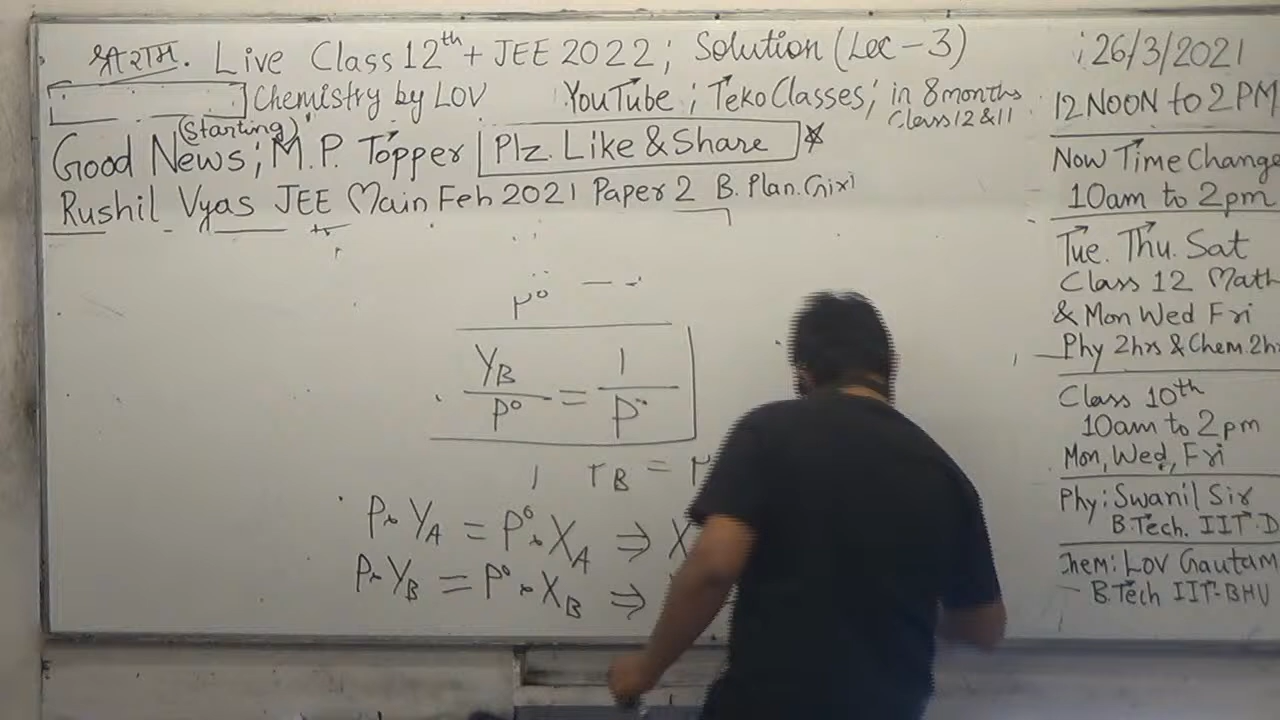 श्री राम. Live Class 12th + JEE 2022 ; Solution (Lec - 3)
Chemistry by LOV YouTube ; TekoClasses ; in 8 months
Class 12 & 11
(Starting)
Good News ; M.P. Topper Plz. Like & Share
Rushil Vyas JEE Main Feb 2021 Paper 2 B. Plan.
; 26/3/2021
12 NOON to 2 PM
Now Time Change
10am to 2pm
Tue. Thu. Sat
Class 12 Math
& Mon Wed Fri
Phy 2hrs & Chem. 2h
Class 10th
10am to 2pm
Mon, Wed, Fri
Phy : Swanil Sir
B.Tech. IIT-D
Chem: Lov Gautam
B.Tech IIT-BHU
Y_B / P° = 1 / P
P × Y_A = P° × X_A ⇒ X
P × Y_B = P° × X_B ⇒